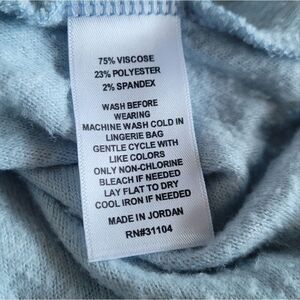 75% VISCOSE
23% POLYESTER
2% SPANDEX
WASH BEFORE
WEARING
MACHINE WASH COLD IN
LINGERIE BAG
GENTLE CYCLE WITH
LIKE COLORS
ONLY NON-CHLORINE
BLEACH IF NEEDED
LAY FLAT TO DRY
COOL IRON IF NEEDED
MADE IN JORDAN
RN#31104